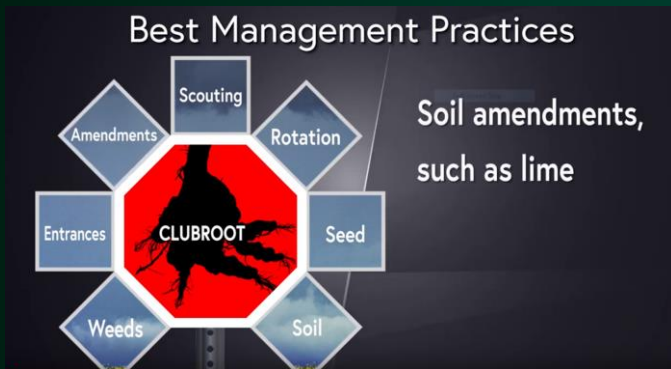 Best Management Practices
Scouting
Amendments
Rotation
Entrances
CLUBROOT
Seed
Weeds
Soil
Soil amendments,
such as lime